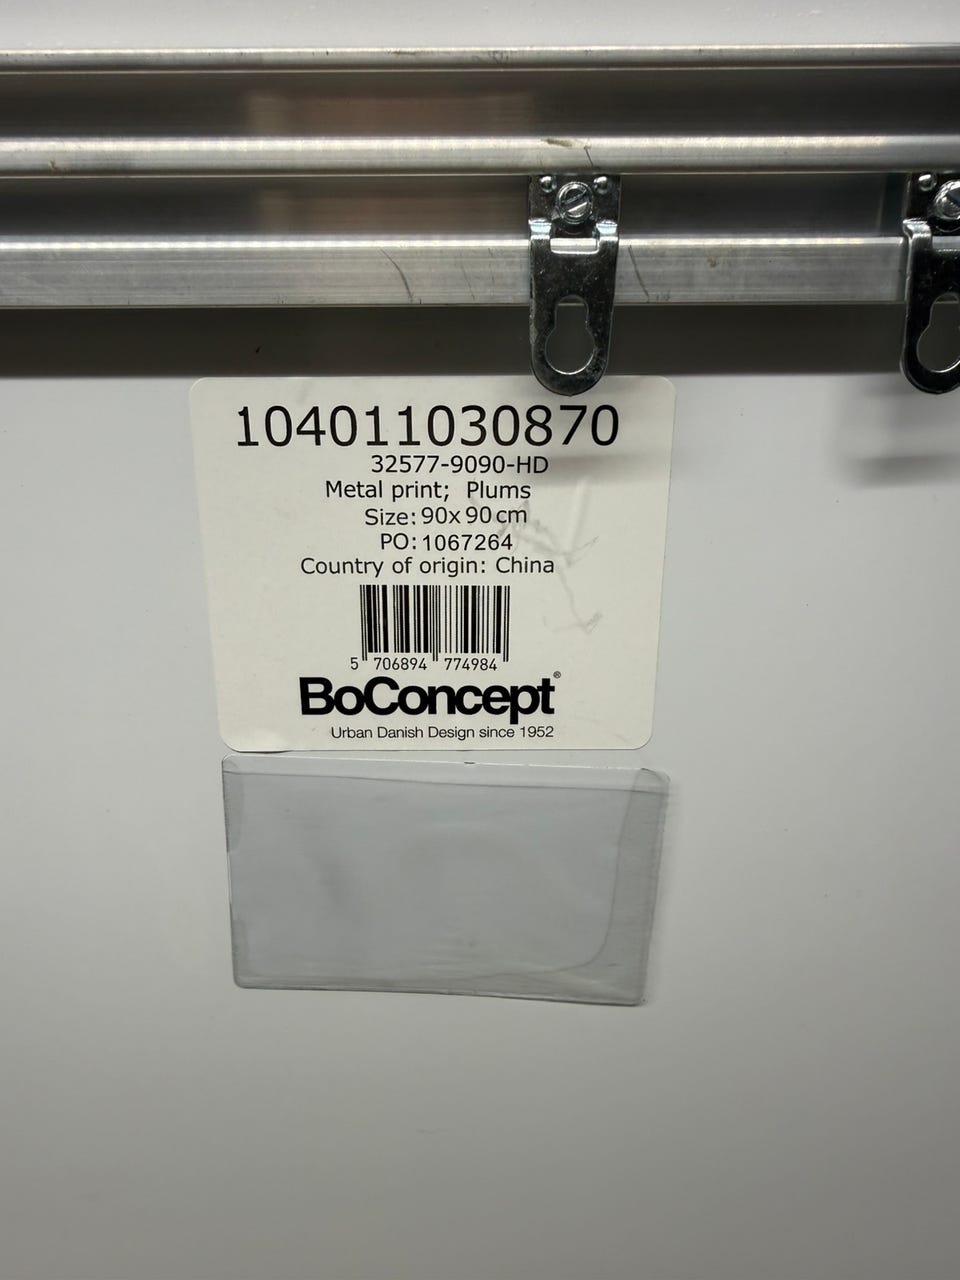 104011030870
32577-9090-HD
Metal print; Plums
Size: 90x90cm
PO: 1067264
Country of origin: China
5 706894 774984
BoConcept®
Urban Danish Design since 1952